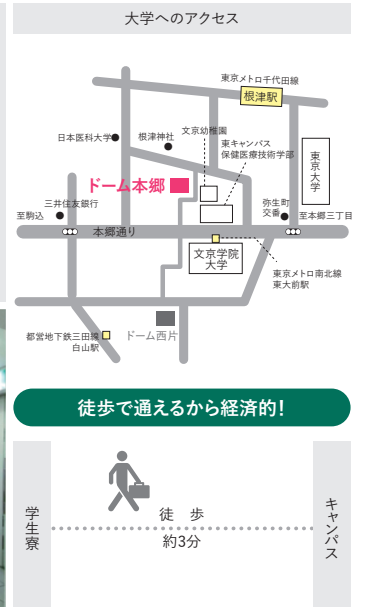 大学へのアクセス
東京メトロ千代田線
根津駅
文京幼稚園
日本医科大学
根津神社
東キャンパス
保健医療技術学部
東京大学
ドーム本郷
三井住友銀行
弥生町
交番
至駒込
至本郷三丁目
本郷通り
文京学院
大学
東京メトロ南北線
東大前駅
都営地下鉄三田線
白山駅
ドーム西片
徒歩で通えるから経済的!
学生寮
徒 歩
約3分
キャンパス